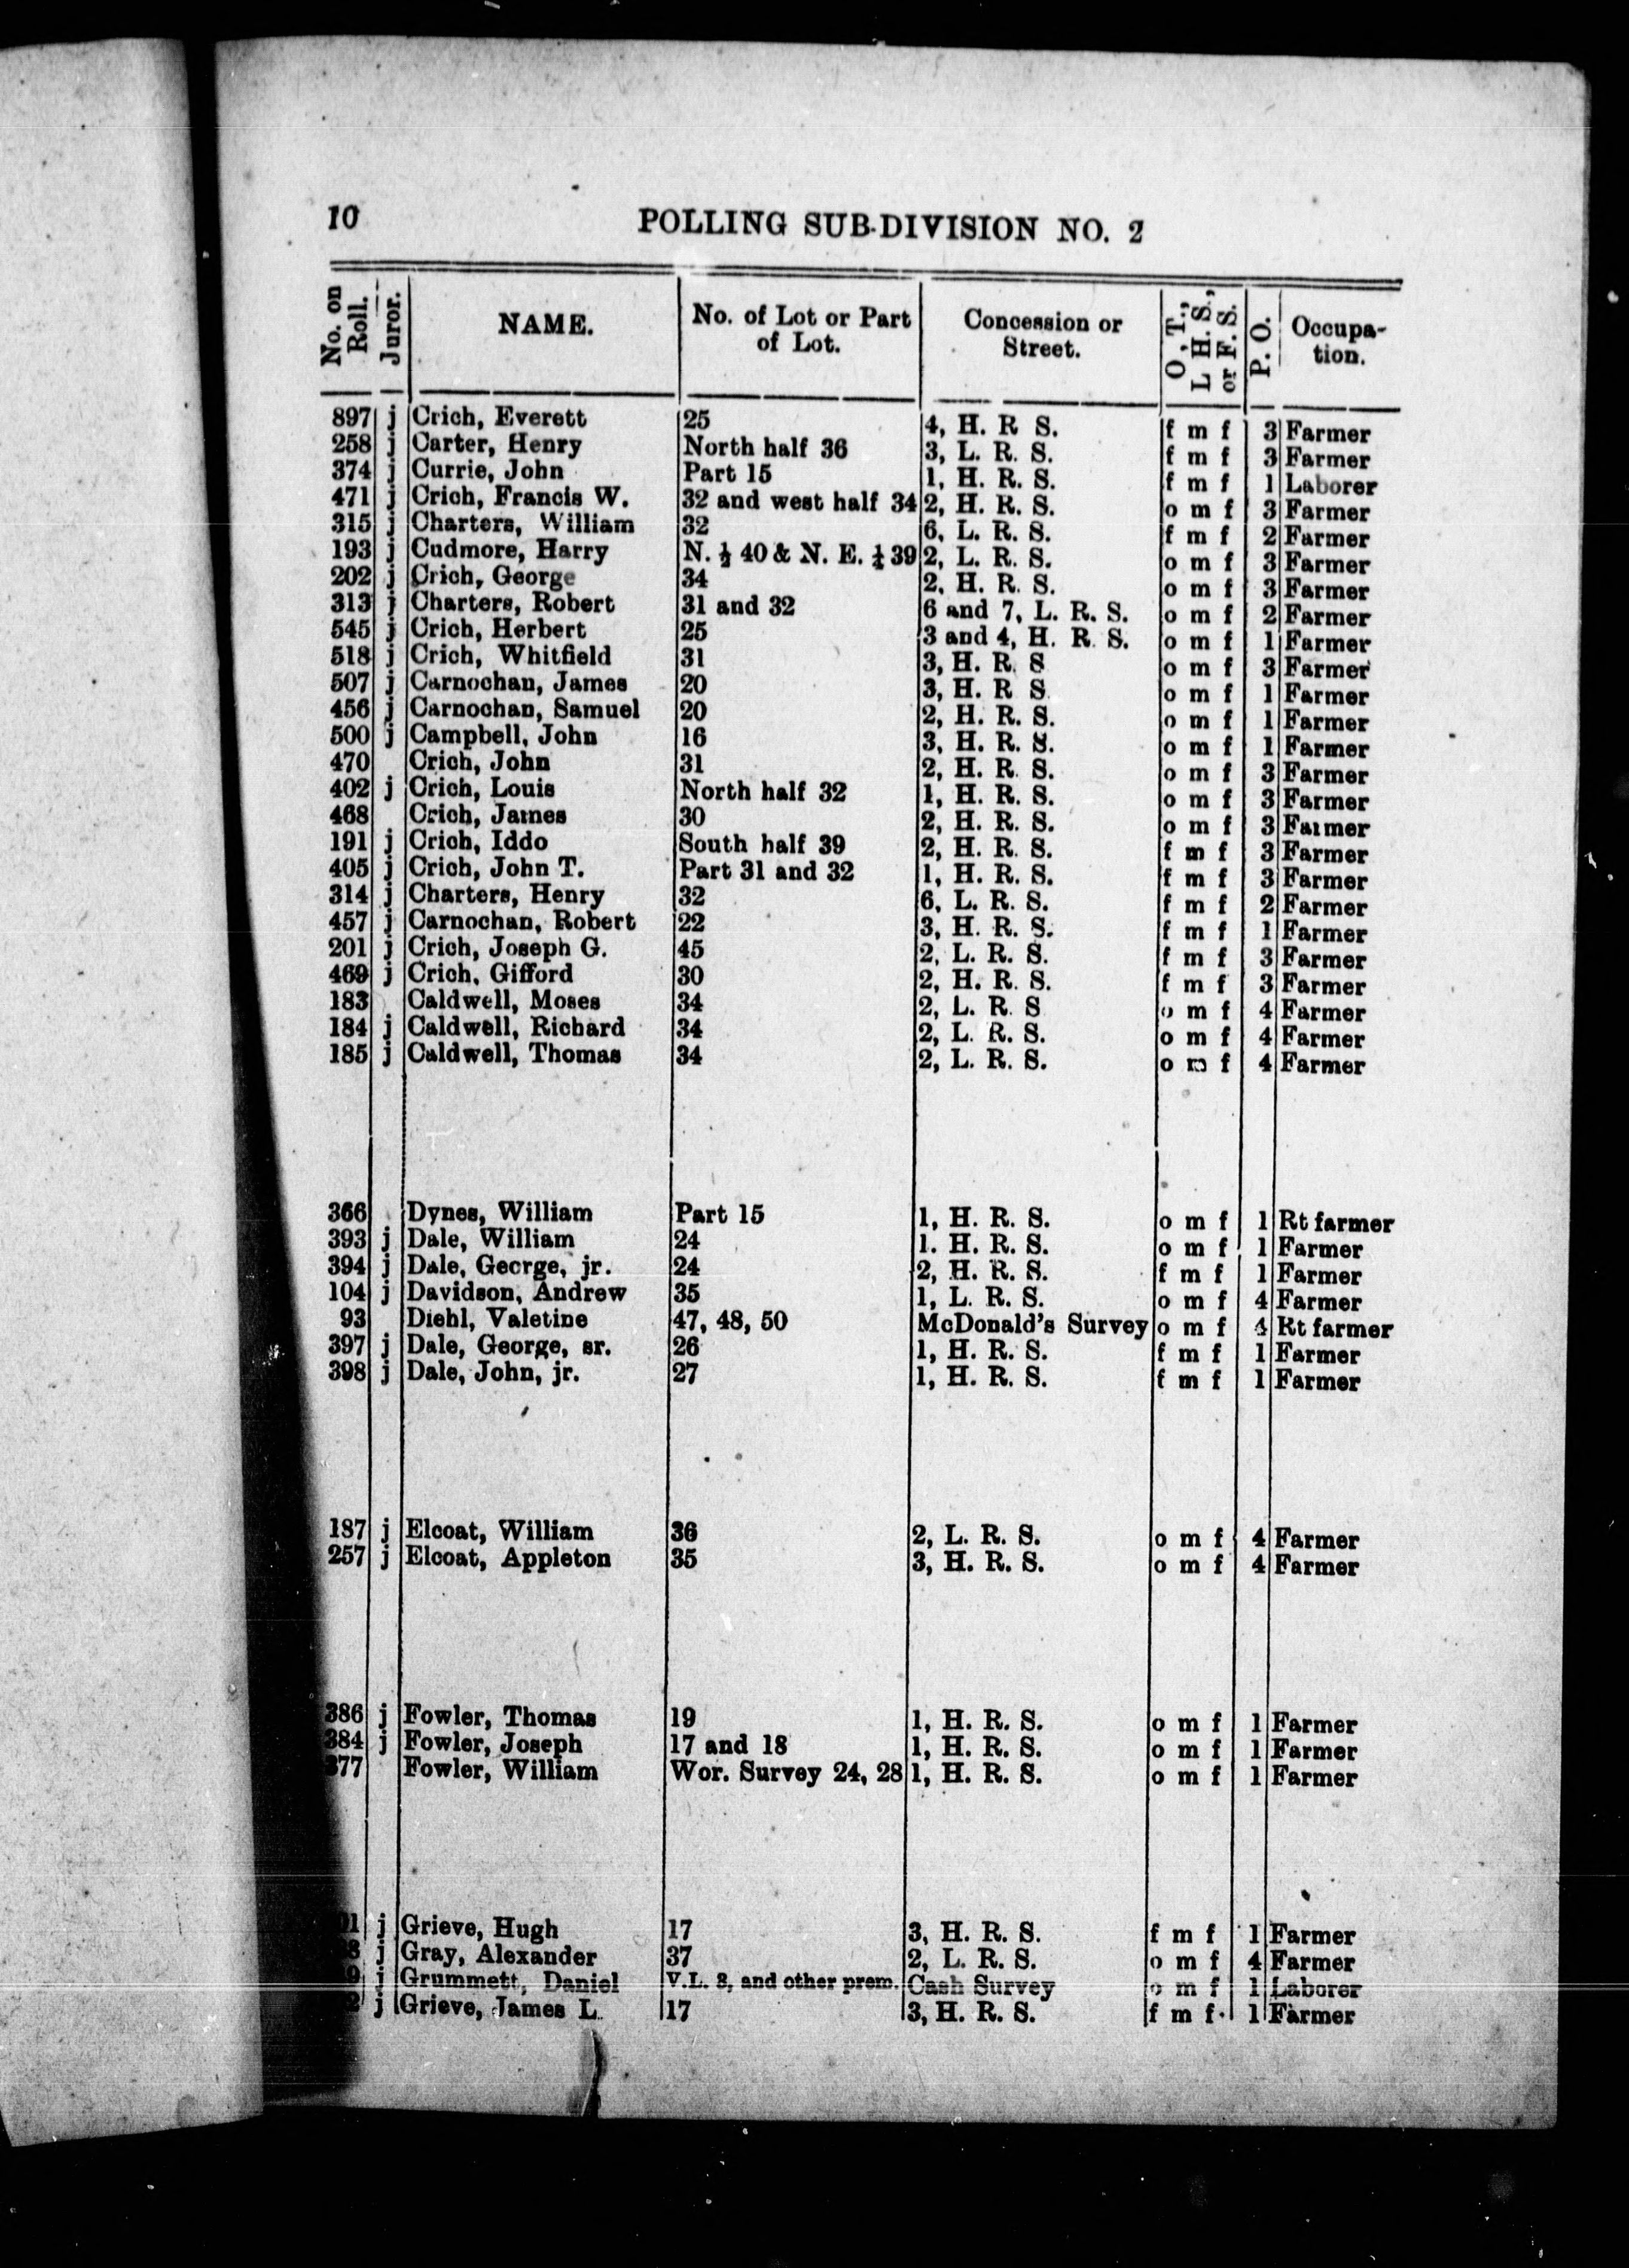 10 POLLING SUB-DIVISION NO. 2
No. on Roll. Juror. NAME. No. of Lot or Part of Lot. Concession or Street. O, T., L H. S., or F. S. P. O. Occupa-tion.
897 j Crich, Everett 25 4, H. R S. f m f 3 Farmer
258 j Carter, Henry North half 36 3, L. R. S. f m f 3 Farmer
374 j Currie, John Part 15 1, H. R. S. f m f 1 Laborer
471 j Crich, Francis W. 32 and west half 34 2, H. R. S. o m f 3 Farmer
315 j Charters, William 32 6, L. R. S. f m f 2 Farmer
193 j Cudmore, Harry N. ½ 40 & N. E. ¼ 39 2, L. R. S. o m f 3 Farmer
202 j Crich, George 34 2, H. R. S. o m f 3 Farmer
313 j Charters, Robert 31 and 32 6 and 7, L. R. S. o m f 2 Farmer
545 j Crich, Herbert 25 3 and 4, H. R. S. o m f 1 Farmer
518 j Crich, Whitfield 31 3, H. R. S o m f 3 Farmer
507 j Carnochan, James 20 3, H. R S o m f 1 Farmer
456 j Carnochan, Samuel 20 2, H. R. S. o m f 1 Farmer
500 j Campbell, John 16 3, H. R. S. o m f 1 Farmer
470 Crich, John 31 2, H. R. S. o m f 3 Farmer
402 j Crich, Louis North half 32 1, H. R. S. o m f 3 Farmer
468 Crich, James 30 2, H. R. S. o m f 3 Farmer
191 j Crich, Iddo South half 39 2, H. R. S. f m f 3 Farmer
405 j Crich, John T. Part 31 and 32 1, H. R. S. f m f 3 Farmer
314 j Charters, Henry 32 6, L. R. S. f m f 2 Farmer
457 j Carnochan, Robert 22 3, H. R. S. f m f 1 Farmer
201 j Crich, Joseph G. 45 2, L. R. S. f m f 3 Farmer
469 j Crich, Gifford 30 2, H. R. S. f m f 3 Farmer
183 Caldwell, Moses 34 2, L. R. S o m f 4 Farmer
184 j Caldwell, Richard 34 2, L. R. S. o m f 4 Farmer
185 j Caldwell, Thomas 34 2, L. R. S. o m f 4 Farmer
366 Dynes, William Part 15 1, H. R. S. o m f 1 Rt farmer
393 j Dale, William 24 1. H. R. S. o m f 1 Farmer
394 j Dale, George, jr. 24 2, H. R. S. f m f 1 Farmer
104 j Davidson, Andrew 35 1, L. R. S. o m f 4 Farmer
93 Diehl, Valetine 47, 48, 50 McDonald's Survey o m f 4 Rt farmer
397 j Dale, George, sr. 26 1, H. R. S. f m f 1 Farmer
398 j Dale, John, jr. 27 1, H. R. S. f m f 1 Farmer
187 j Elcoat, William 36 2, L. R. S. o m f 4 Farmer
257 j Elcoat, Appleton 35 3, H. R. S. o m f 4 Farmer
386 j Fowler, Thomas 19 1, H. R. S. o m f 1 Farmer
384 j Fowler, Joseph 17 and 18 1, H. R. S. o m f 1 Farmer
377 Fowler, William Wor. Survey 24, 28 1, H. R. S. o m f 1 Farmer
j Grieve, Hugh 17 3, H. R. S. f m f 1 Farmer
j Gray, Alexander 37 2, L. R. S. o m f 4 Farmer
j Grummett, Daniel V.L. 8, and other prem. Cash Survey o m f 1 Laborer
j Grieve, James L. 17 3, H. R. S. f m f 1 Farmer